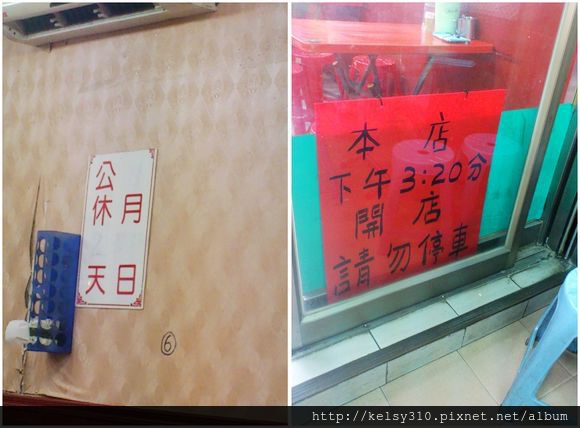 月 日
公休 天
⑥
本 店
下午3:20分
開 店
請勿停車
http://kelsy310.pixnet.net/album